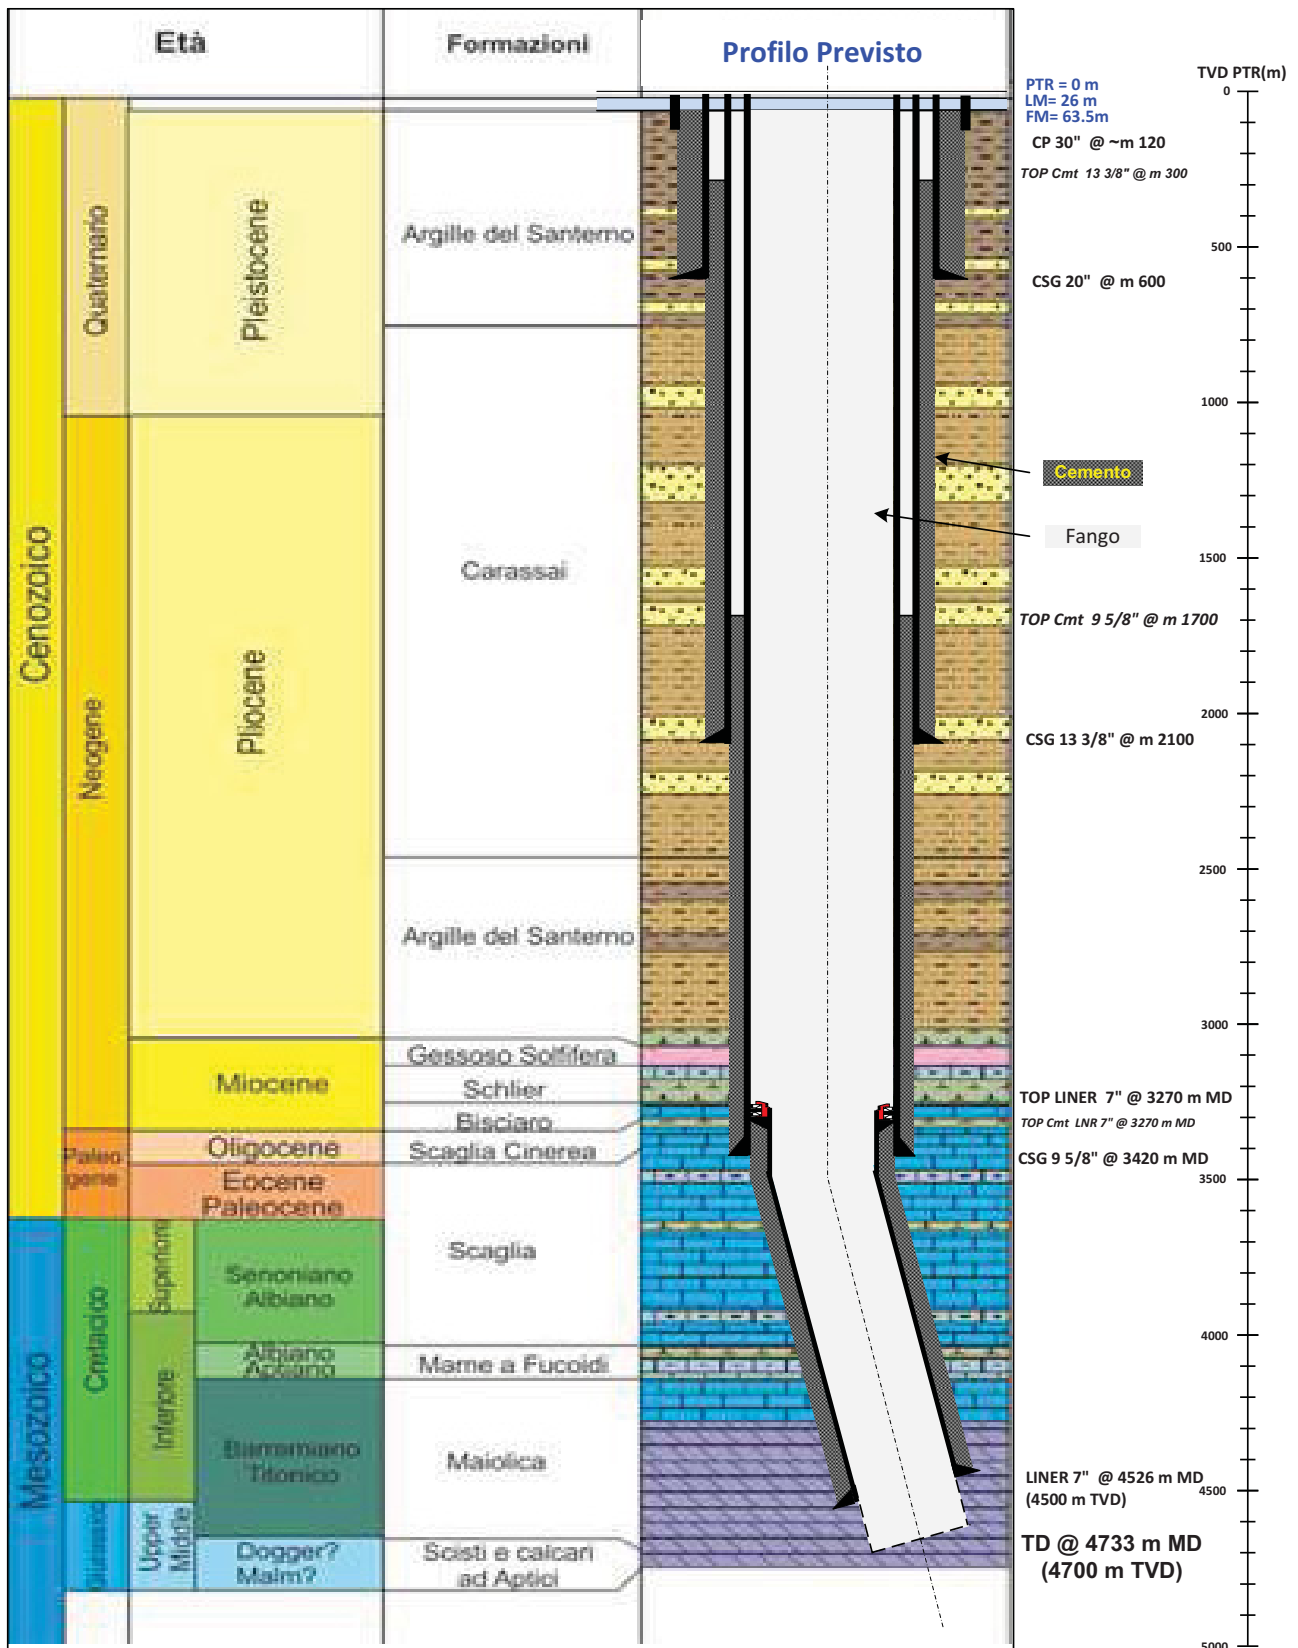 Età
Formazioni
Profilo Previsto
TVD PTR(m)
PTR = 0 m
LM= 26 m
FM= 63.5m
CP 30" @ ~m 120
TOP Cmt 13 3/8" @ m 300
CSG 20" @ m 600
Cemento
Fango
TOP Cmt 9 5/8" @ m 1700
CSG 13 3/8" @ m 2100
TOP LINER 7" @ 3270 m MD
TOP Cmt LNR 7" @ 3270 m MD
CSG 9 5/8" @ 3420 m MD
LINER 7" @ 4526 m MD
(4500 m TVD)
TD @ 4733 m MD
(4700 m TVD)
0
500
1000
1500
2000
2500
3000
3500
4000
4500
5000
Cenozoico
Mesozoico
Quaternario
Neogene
Paleo
gene
Cretacico
Giurassico
Superiore
Inferiore
Upper
Middle
Pleistocene
Pliocene
Miocene
Oligocene
Eocene
Paleocene
Senoniano
Albiano
Albiano
Aptiano
Barremiano
Titonico
Dogger?
Malm?
Argille del Santerno
Carassai
Argille del Santerno
Gessoso Solfifera
Schlier
Bisciaro
Scaglia Cinerea
Scaglia
Marne a Fucoidi
Maiolica
Scisti e calcari
ad Aptici